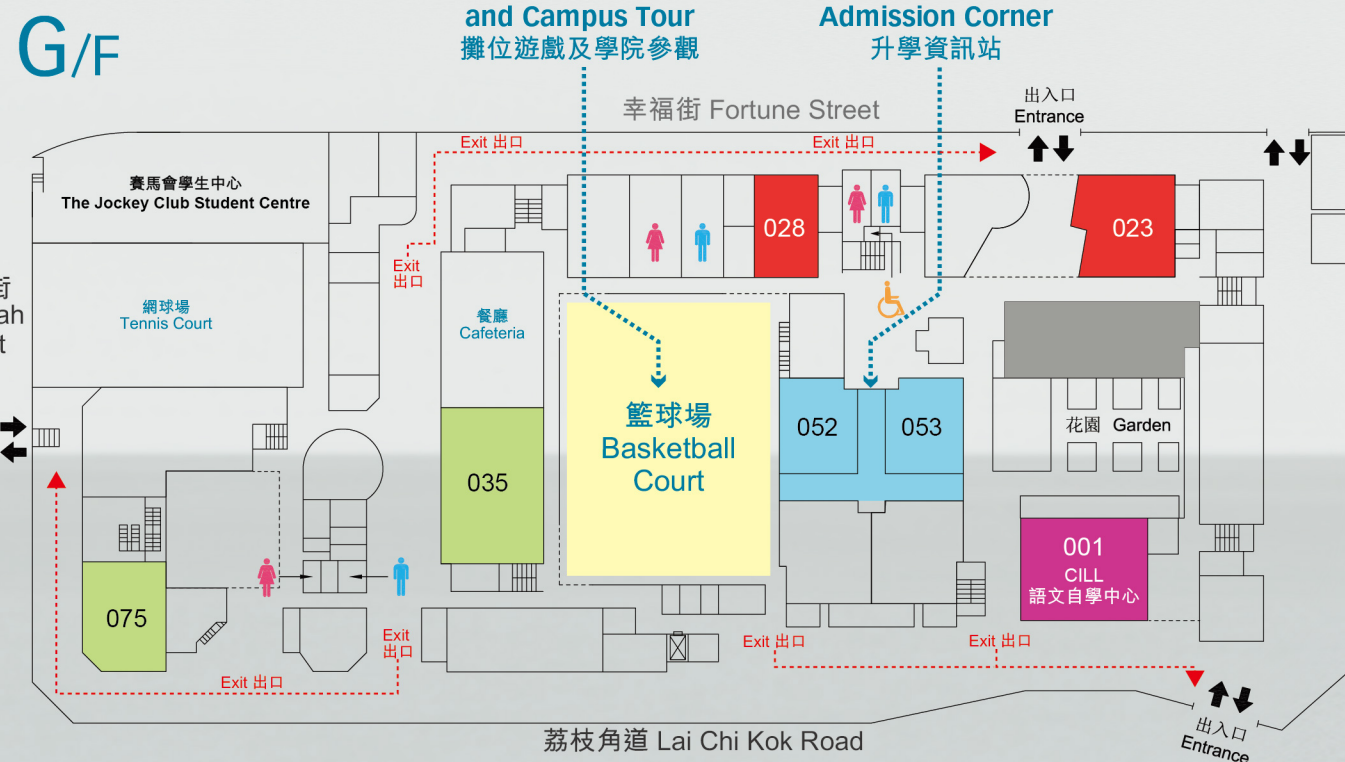 G/F
and Campus Tour
攤位遊戲及學院參觀
Admission Corner
升學資訊站
幸福街 Fortune Street
出入口
Entrance
Exit 出口
Exit 出口
賽馬會學生中心
The Jockey Club Student Centre
028
023
Exit
出口
街
ah
t
網球場
Tennis Court
餐廳
Cafeteria
籃球場
Basketball
Court
052
053
花園 Garden
035
001
CILL
語文自學中心
075
Exit
出口
Exit 出口
Exit 出口
Exit 出口
荔枝角道 Lai Chi Kok Road
出入口
Entrance